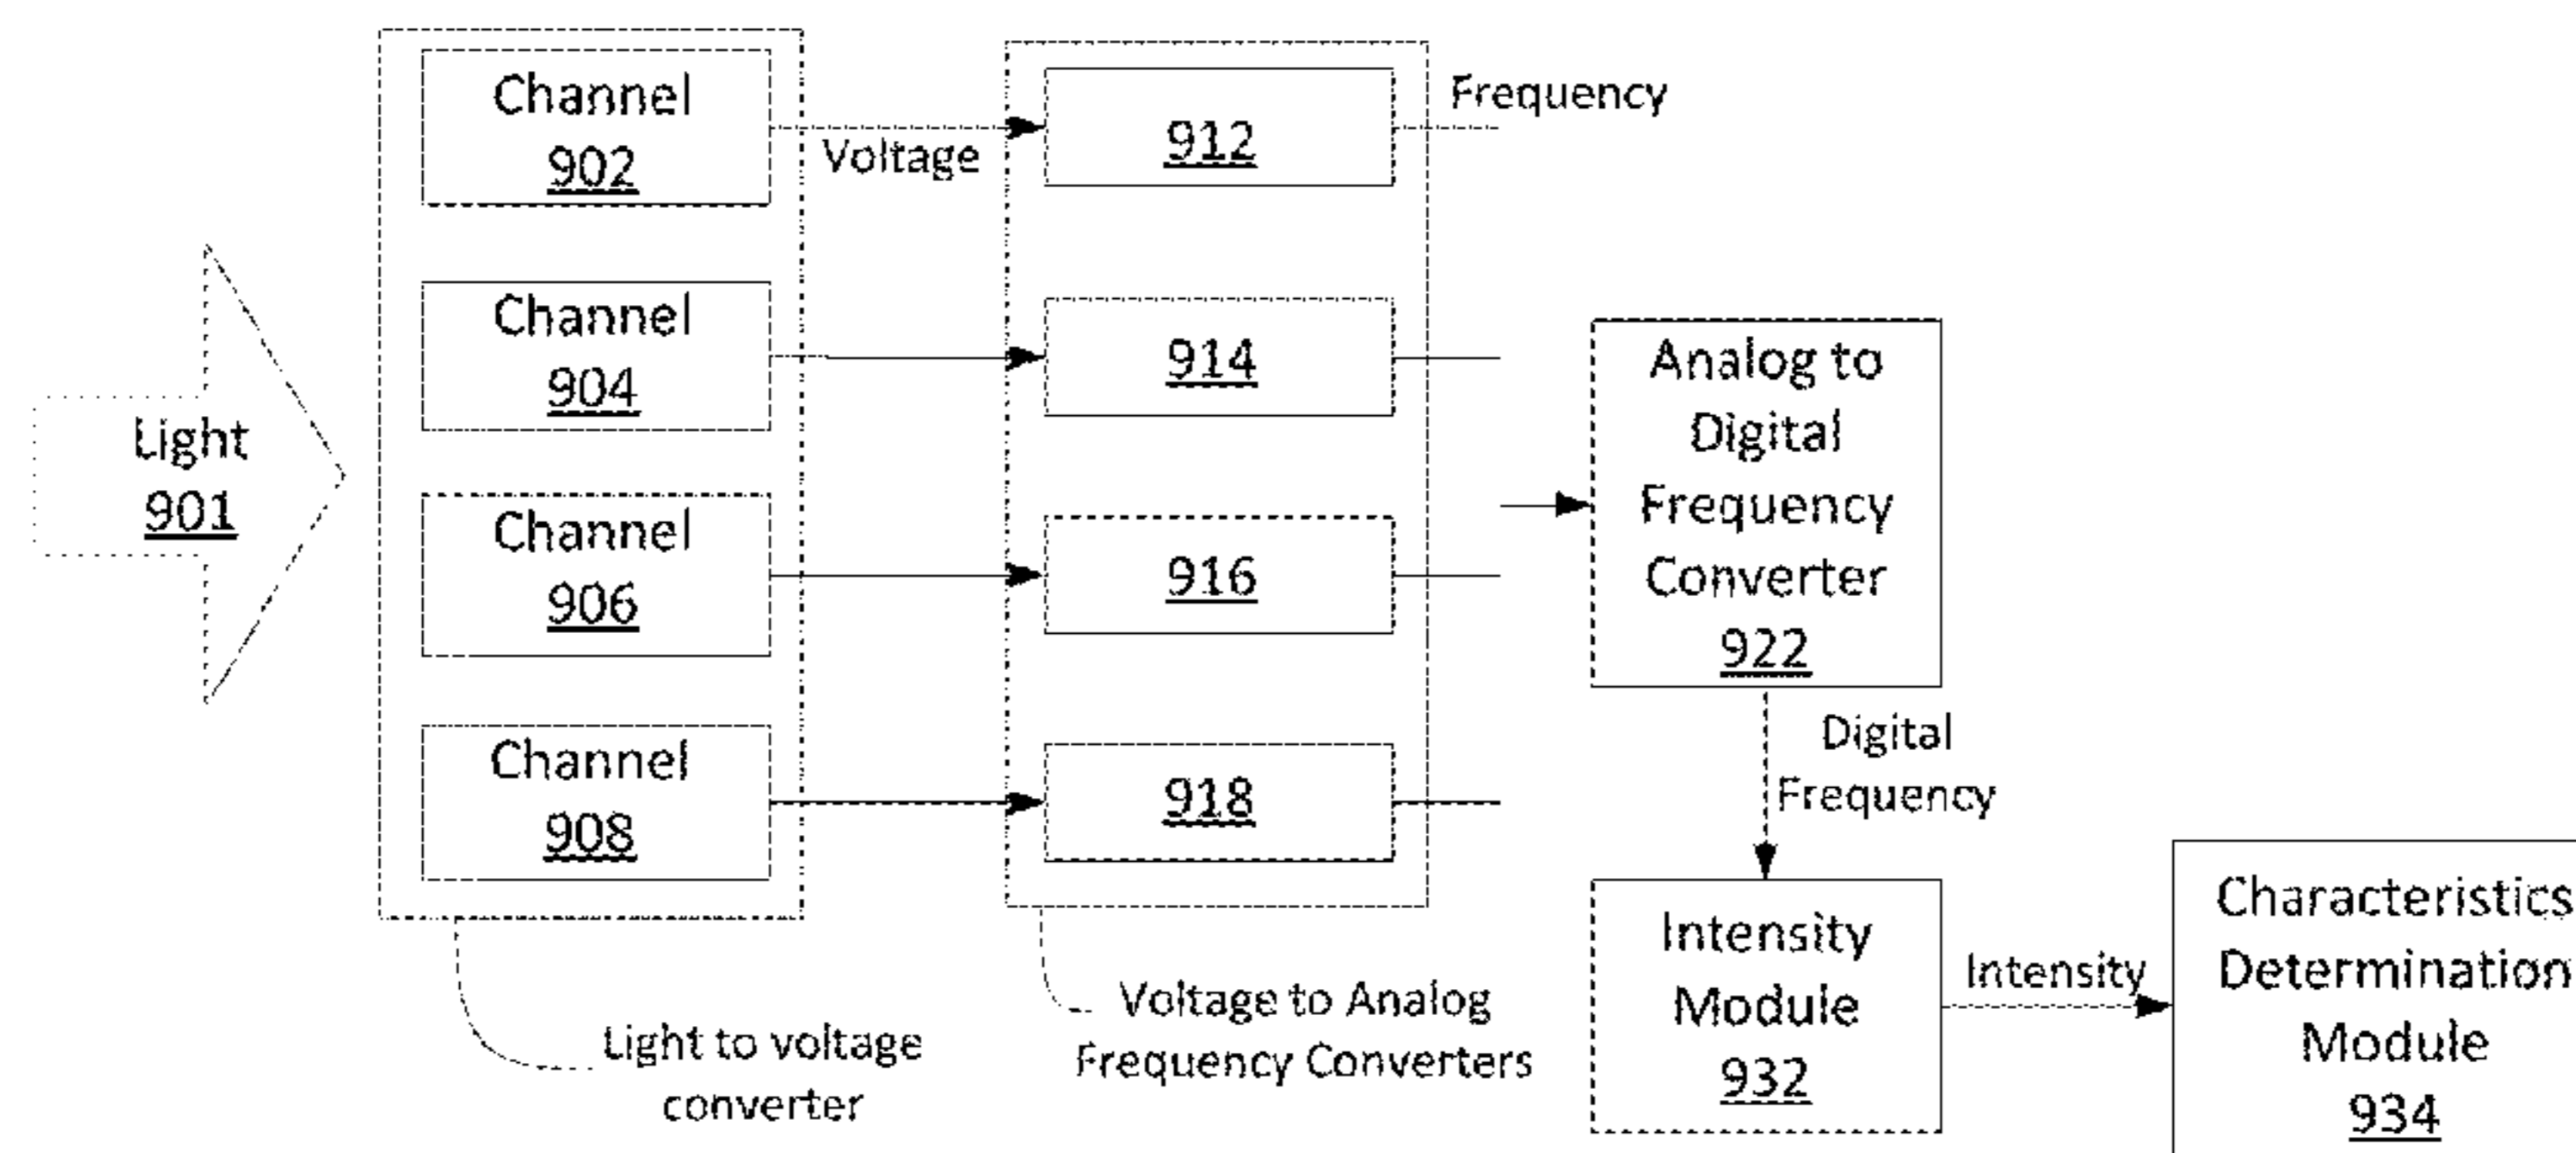 Light
901
Channel
902
Channel
904
Channel
906
Channel
908
Voltage
912
914
916
918
Frequency
Analog to
Digital
Frequency
Converter
922
Digital
Frequency
Intensity
Module
932
Intensity
Characteristics
Determination
Module
934
Light to voltage
converter
Voltage to Analog
Frequency Converters